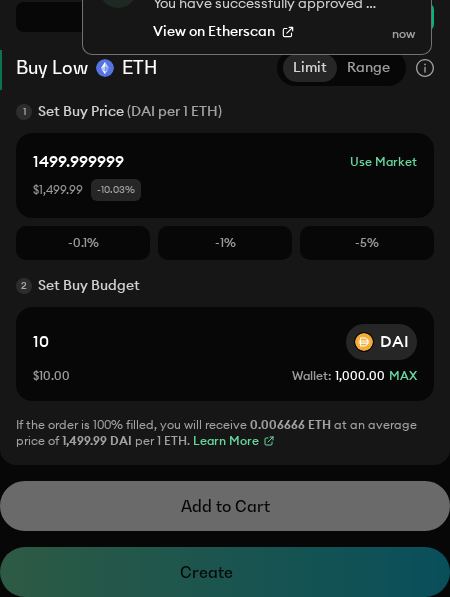 You have successfully approved ...
View on Etherscan
now
Buy Low ETH
Limit Range
1 Set Buy Price (DAI per 1 ETH)
1499.999999
Use Market
$1,499.99 -10.03%
-0.1% -1% -5%
2 Set Buy Budget
10
DAI
$10.00
Wallet: 1,000.00 MAX
If the order is 100% filled, you will receive 0.006666 ETH at an average
price of 1,499.99 DAI per 1 ETH. Learn More
Add to Cart
Create